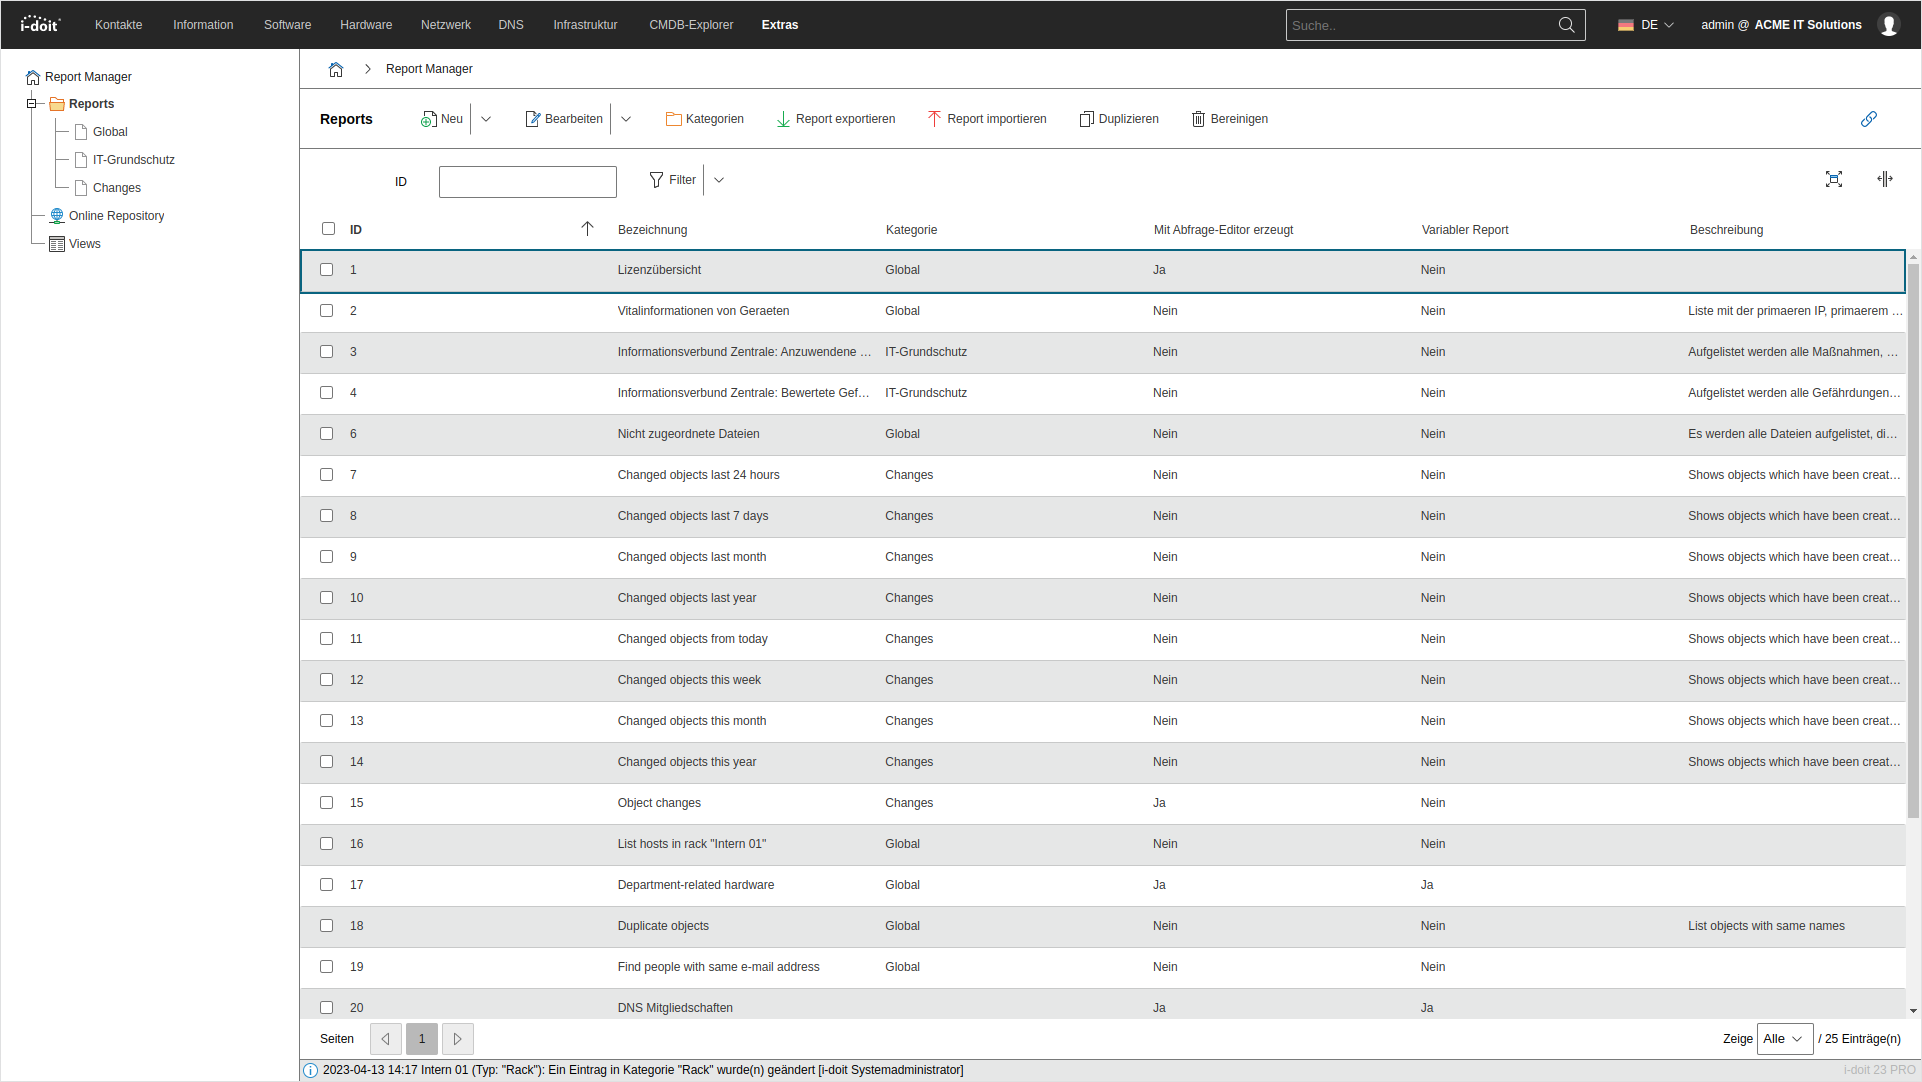 i-doit Kontakte Information Software Hardware Netzwerk DNS Infrastruktur CMDB-Explorer Extras Suche.. DE admin @ ACME IT Solutions
Report Manager
Reports
Global
IT-Grundschutz
Changes
Online Repository
Views
Report Manager
Reports Neu Bearbeiten Kategorien Report exportieren Report importieren Duplizieren Bereinigen
ID Filter
ID Bezeichnung Kategorie Mit Abfrage-Editor erzeugt Variabler Report Beschreibung
1 Lizenzübersicht Global Ja Nein
2 Vitalinformationen von Geraeten Global Nein Nein Liste mit der primaeren IP, primaerem ...
3 Informationsverbund Zentrale: Anzuwendene ... IT-Grundschutz Nein Nein Aufgelistet werden alle Maßnahmen, ...
4 Informationsverbund Zentrale: Bewertete Gef... IT-Grundschutz Nein Nein Aufgelistet werden alle Gefährdungen...
6 Nicht zugeordnete Dateien Global Nein Nein Es werden alle Dateien aufgelistet, di...
7 Changed objects last 24 hours Changes Nein Nein Shows objects which have been creat...
8 Changed objects last 7 days Changes Nein Nein Shows objects which have been creat...
9 Changed objects last month Changes Nein Nein Shows objects which have been creat...
10 Changed objects last year Changes Nein Nein Shows objects which have been creat...
11 Changed objects from today Changes Nein Nein Shows objects which have been creat...
12 Changed objects this week Changes Nein Nein Shows objects which have been creat...
13 Changed objects this month Changes Nein Nein Shows objects which have been creat...
14 Changed objects this year Changes Nein Nein Shows objects which have been creat...
15 Object changes Changes Ja Nein
16 List hosts in rack "Intern 01" Global Nein Nein
17 Department-related hardware Global Ja Ja
18 Duplicate objects Global Nein Nein List objects with same names
19 Find people with same e-mail address Global Nein Nein
20 DNS Mitgliedschaften Ja Ja
Seiten 1 Zeige Alle / 25 Einträge(n)
2023-04-13 14:17 Intern 01 (Typ: "Rack"): Ein Eintrag in Kategorie "Rack" wurde(n) geändert [i-doit Systemadministrator] i-doit 23 PRO